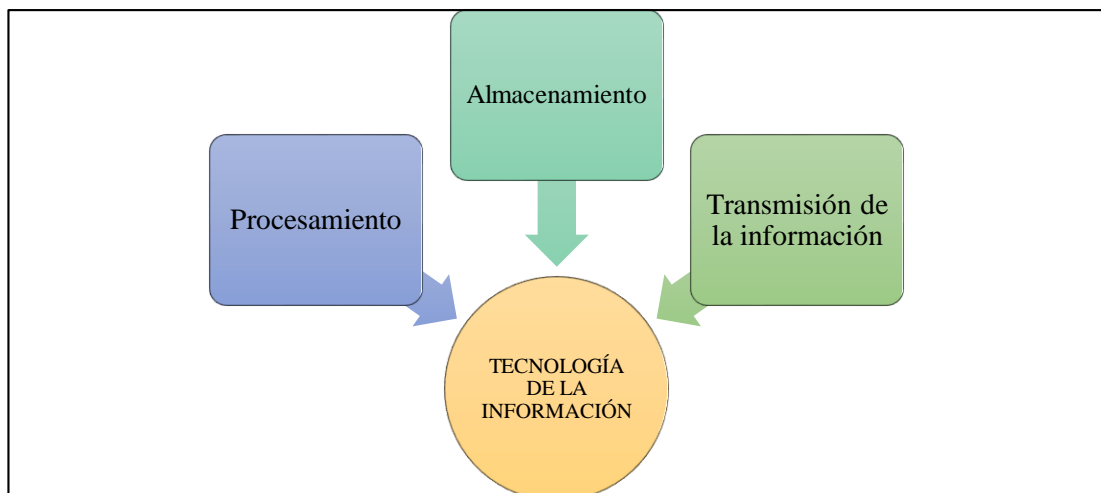 Almacenamiento
Procesamiento
Transmisión de
la información
TECNOLOGÍA
DE LA
INFORMACIÓN